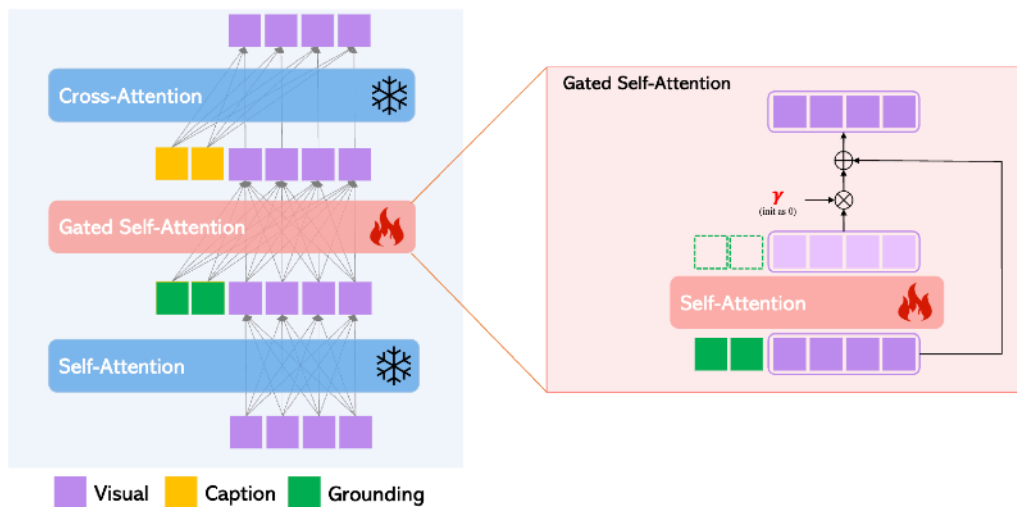 Cross-Attention
Gated Self-Attention
Self-Attention
Visual
Caption
Grounding
Gated Self-Attention
γ
(init as 0)
Self-Attention